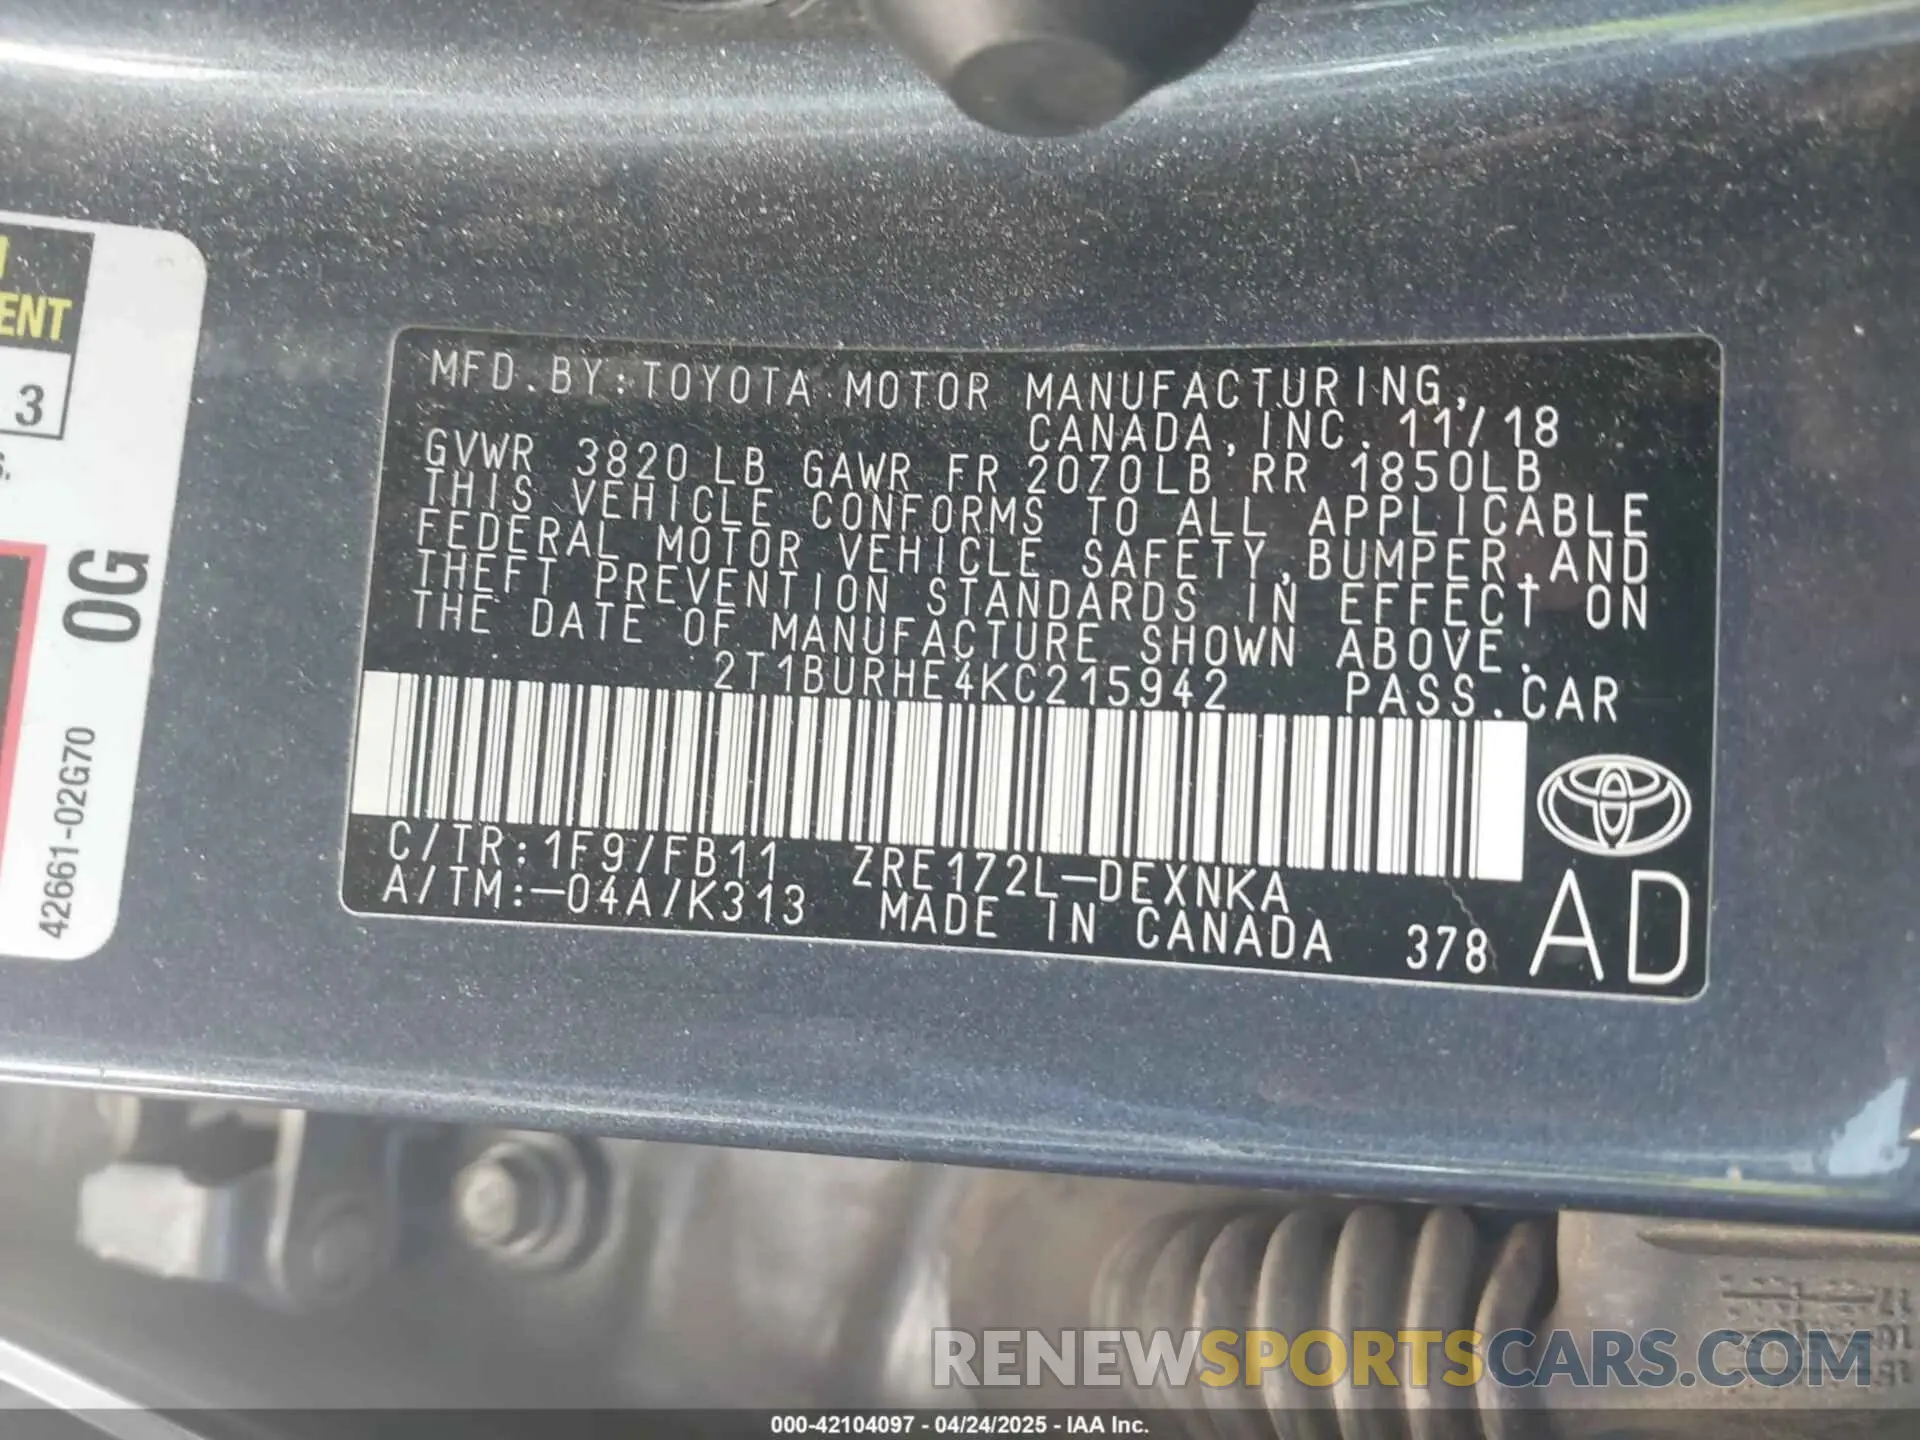 ENT
3
0G
42661-02G70
MFD.BY:TOYOTA MOTOR MANUFACTURING,
CANADA,INC. 11/18
GVWR 3820LB GAWR FR 2070LB RR 1850LB
THIS VEHICLE CONFORMS TO ALL APPLICABLE
FEDERAL MOTOR VEHICLE SAFETY,BUMPER,AND
THEFT PREVENTION STANDARDS IN EFFECT ON
THE DATE OF MANUFACTURE SHOWN ABOVE.
2T1BURHE4KC215942 PASS.CAR
C/TR:1F9/FB11 ZRE172L-DEXNKA
A/TM:-04A/K313 MADE IN CANADA 378
AD
RENEWSPORTSCARS.COM
000-42104097 - 04/24/2025 - IAA Inc.